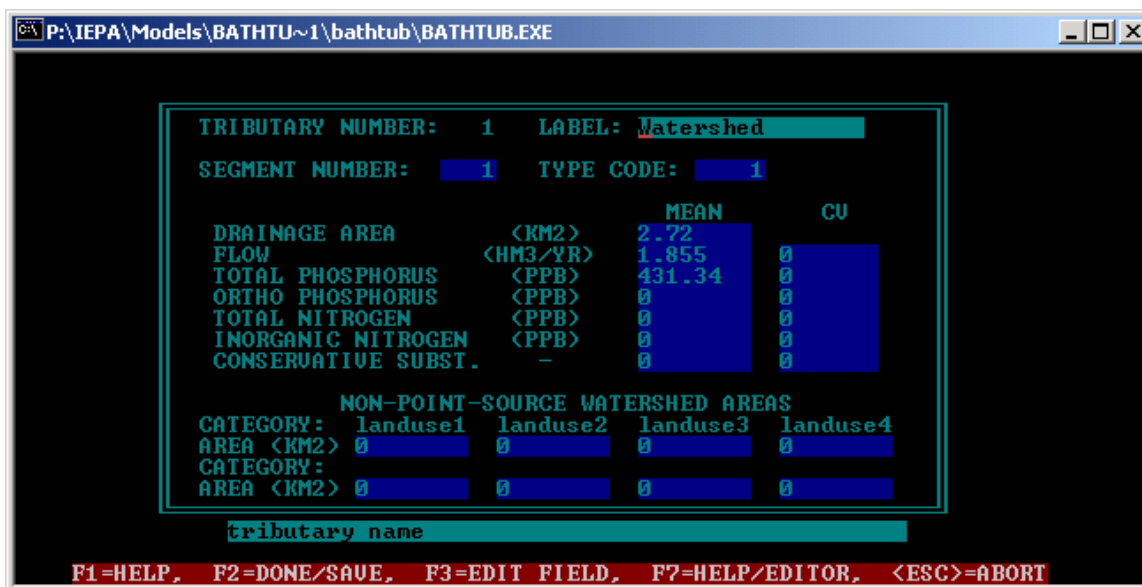 P:\IEPA\Models\BATHTU~1\bathtub\BATHTUB.EXE
TRIBUTARY NUMBER: 1 LABEL: Watershed
SEGMENT NUMBER: 1 TYPE CODE: 1
MEAN CV
DRAINAGE AREA (KM2) 2.72
FLOW (HM3/YR) 1.855 0
TOTAL PHOSPHORUS (PPB) 431.34 0
ORTHO PHOSPHORUS (PPB) 0 0
TOTAL NITROGEN (PPB) 0 0
INORGANIC NITROGEN (PPB) 0 0
CONSERVATIVE SUBST. - 0 0
NON-POINT-SOURCE WATERSHED AREAS
CATEGORY: landuse1 landuse2 landuse3 landuse4
AREA (KM2) 0 0 0 0
CATEGORY:
AREA (KM2) 0 0 0 0
tributary name
F1=HELP, F2=DONE/SAVE, F3=EDIT FIELD, F7=HELP/EDITOR, <ESC>=ABORT